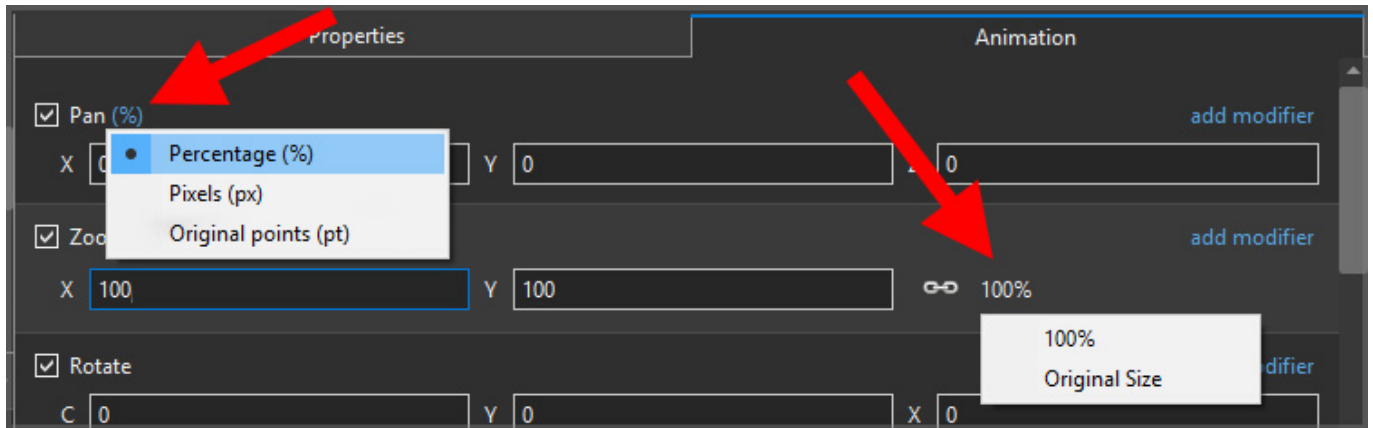 Properties
Animation
Pan (%)
add modifier
X
Percentage (%)
Y 0
0
Pixels (px)
Original points (pt)
add modifier
X 100
Y 100
100%
100%
Original Size
Rotate
C 0
Y 0
X 0